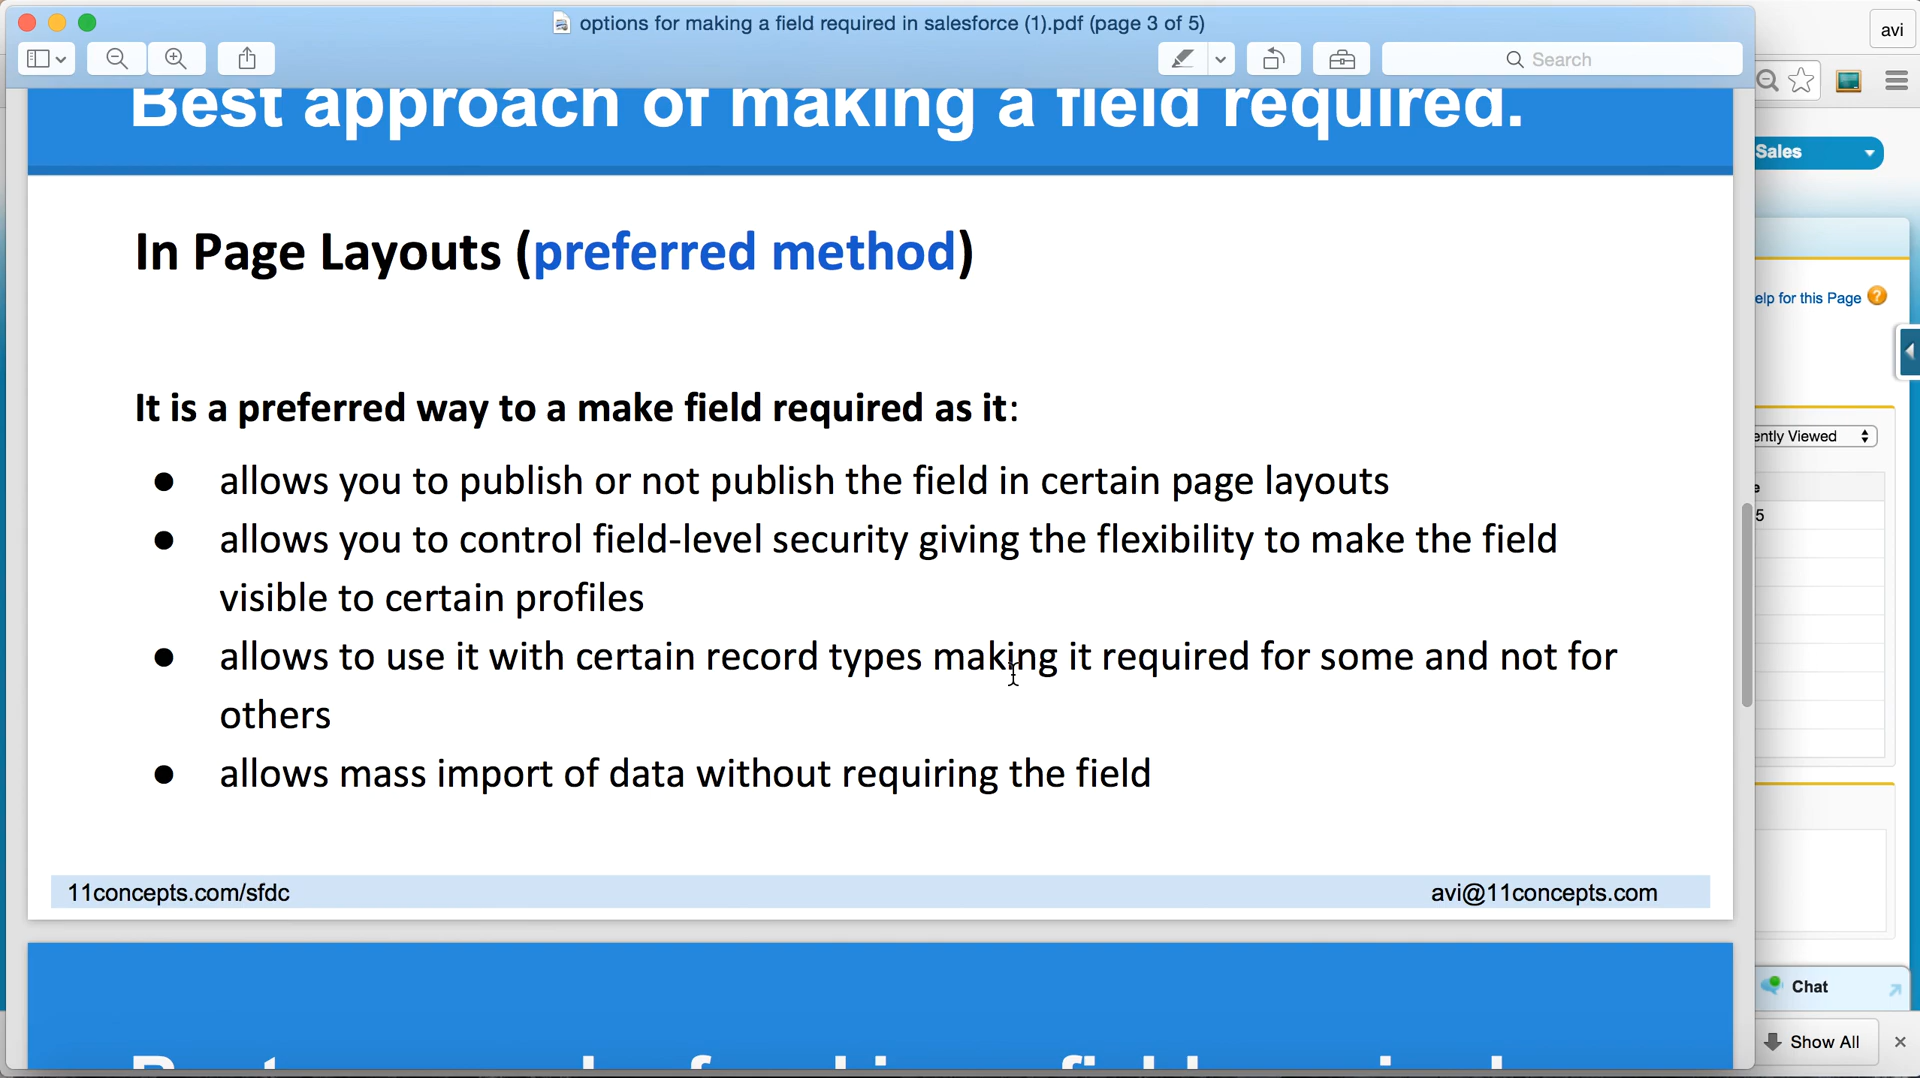 options for making a field required in salesforce (1).pdf (page 3 of 5)
avi
Search
Best approach of making a field required.
Sales
In Page Layouts (preferred method)
elp for this Page
It is a preferred way to a make field required as it:
ently Viewed
allows you to publish or not publish the field in certain page layouts
e
5
allows you to control field-level security giving the flexibility to make the field
visible to certain profiles
allows to use it with certain record types making it required for some and not for
others
allows mass import of data without requiring the field
11concepts.com/sfdc
avi@11concepts.com
Chat
Show All